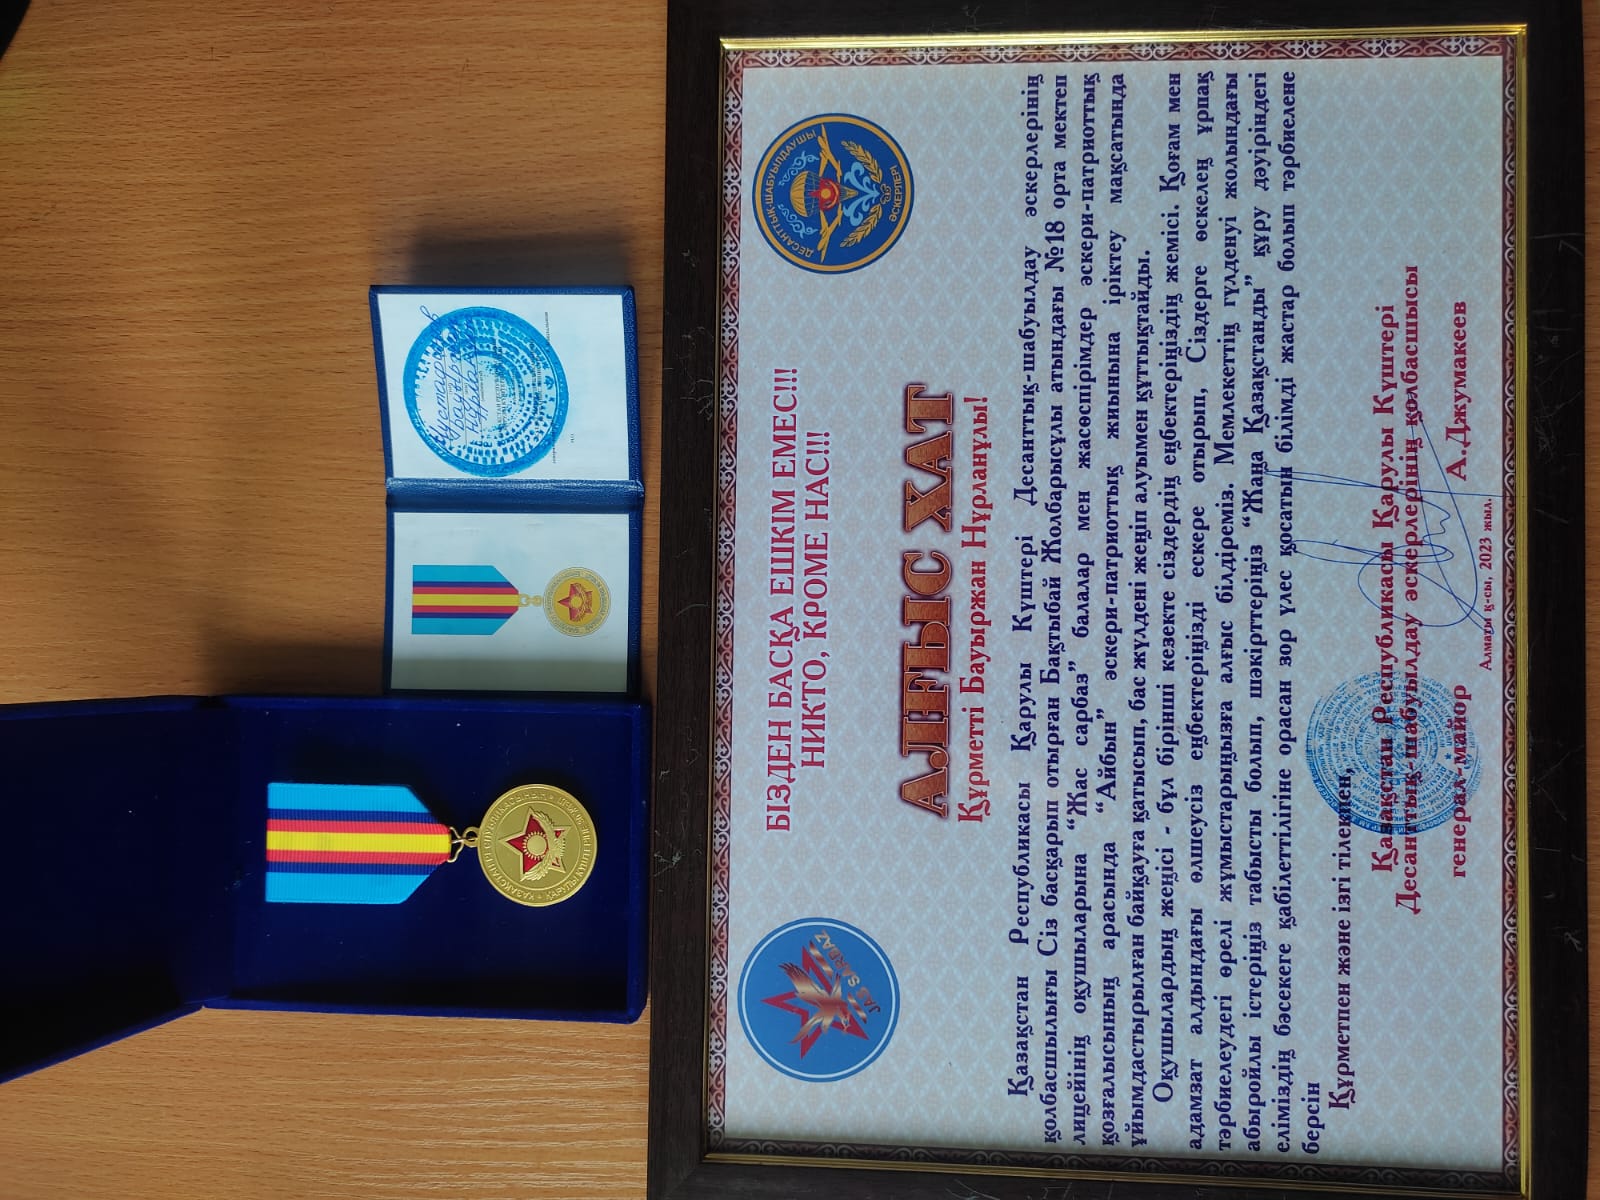 БІЗДЕН БАСҚА ЕШКІМ ЕМЕС!!!
НИКТО, КРОМЕ НАС!!!
JAS SARBAZ
ДЕСАНТТЫҚ-ШАБУЫЛДАУШЫ
ӘСКЕРЛЕРІ
АЛҒЫС ХАТ
Құрметті Бауыржан Нұрланұлы!
Қазақстан Республикасы Қарулы Күштері Десанттық-шабуылдау әскерлерінің
қолбасшылығы Сіз басқарып отырған Бақтыбай Жолбарысұлы атындағы №18 орта мектеп
лицейінің оқушыларына “Жас сарбаз” балалар мен жасөспірімдер әскери-патриоттық
қозғалысының арасында “Айбын” әскери-патриоттық жиынына іріктеу мақсатында
ұйымдастырылған байқауға қатысып, бас жүлдені жеңіп алуымен құттықтайды.
Оқушылардың жеңісі - бұл бірінші кезекте сіздердің еңбектеріңіздің жемісі. Қоғам мен
адамзат алдындағы өлшеусіз еңбектеріңізді ескере отырып, Сіздерге өскелең ұрпақ
тәрбиелеудегі өрелі жұмыстарыңызға алғыс білдіреміз. Мемлекеттің гүлденуі жолындағы
абыройлы істеріңіз табысты болып, шәкірттеріңіз “Жаңа Қазақстанды” құру дәуіріндегі
еліміздің бәсекеге қабілеттілігіне орасан зор үлес қосатын білімді жастар болып тәрбиелене
берсін
Құрметпен және ізгі тілекпен,
Қазақстан Республикасы Қарулы Күштері
Десанттық-шабуылдау әскерлерінің қолбасшысы
генерал-майор А.Джумакеев
Алматы қ-сы, 2023 жыл.
ҚАЗАҚСТАН РЕСПУБЛИКАСЫНЫҢ